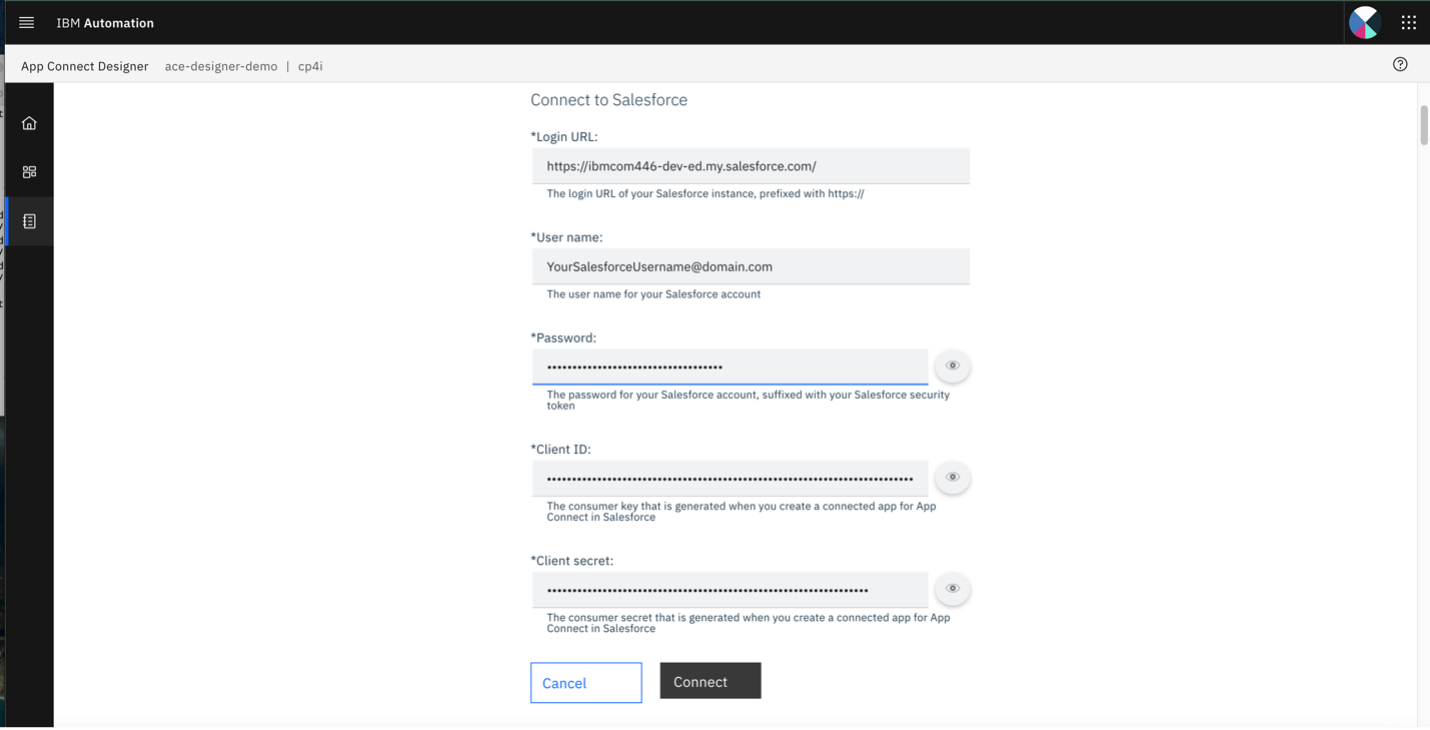 IBM Automation
App Connect Designer ace-designer-demo | cp4i
Connect to Salesforce
*Login URL:
https://ibmcom446-dev-ed.my.salesforce.com/
The login URL of your Salesforce instance, prefixed with https://
*User name:
YourSalesforceUsername@domain.com
The user name for your Salesforce account
*Password:
The password for your Salesforce account, suffixed with your Salesforce security
token
*Client ID:
The consumer key that is generated when you create a connected app for App
Connect in Salesforce
*Client secret:
The consumer secret that is generated when you create a connected app for App
Connect in Salesforce
Cancel Connect